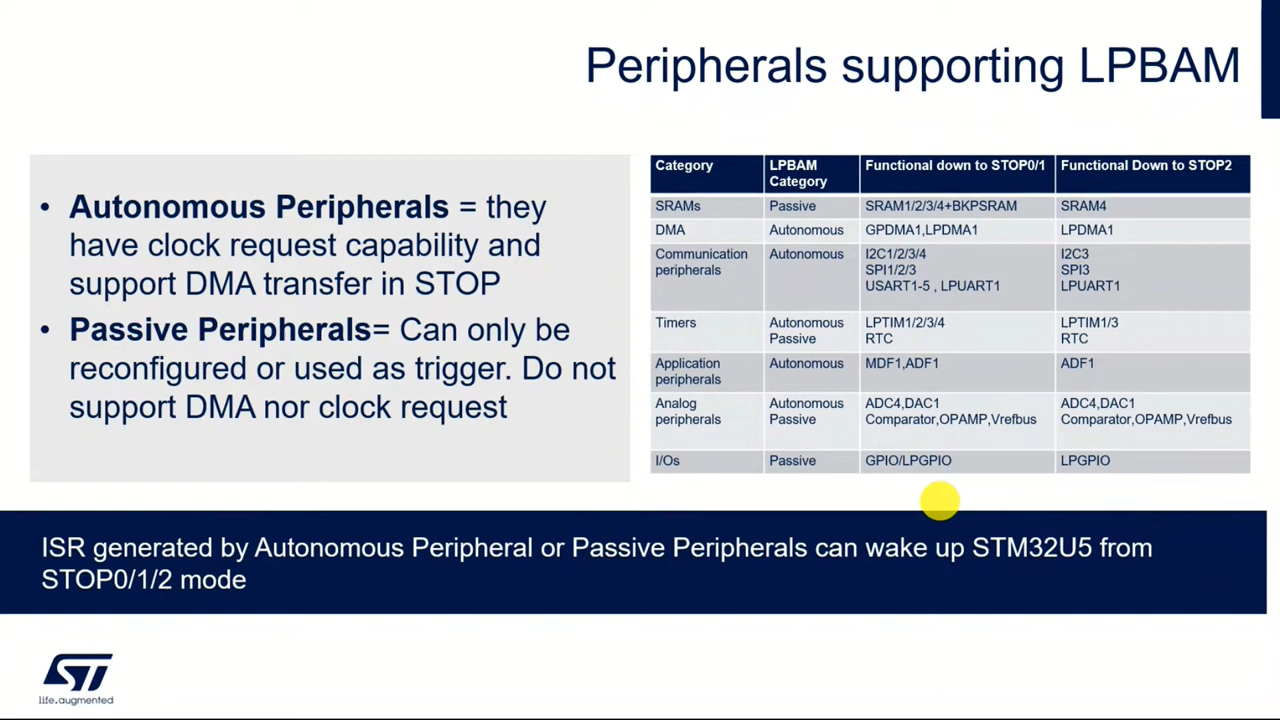 Peripherals supporting LPBAM
• Autonomous Peripherals = they
have clock request capability and
support DMA transfer in STOP
• Passive Peripherals= Can only be
reconfigured or used as trigger. Do not
support DMA nor clock request
Category LPBAM Category Functional down to STOP0/1 Functional Down to STOP2
SRAMs Passive SRAM1/2/3/4+BKPSRAM SRAM4
DMA Autonomous GPDMA1,LPDMA1 LPDMA1
Communication Autonomous I2C1/2/3/4 I2C3
peripherals SPI1/2/3 SPI3
USART1-5 , LPUART1 LPUART1
Timers Autonomous LPTIM1/2/3/4 LPTIM1/3
Passive RTC RTC
Application Autonomous MDF1,ADF1 ADF1
peripherals
Analog Autonomous ADC4,DAC1 ADC4,DAC1
peripherals Passive Comparator,OPAMP,Vrefbus Comparator,OPAMP,Vrefbus
I/Os Passive GPIO/LPGPIO LPGPIO
ISR generated by Autonomous Peripheral or Passive Peripherals can wake up STM32U5 from
STOP0/1/2 mode
ST
life.augmented